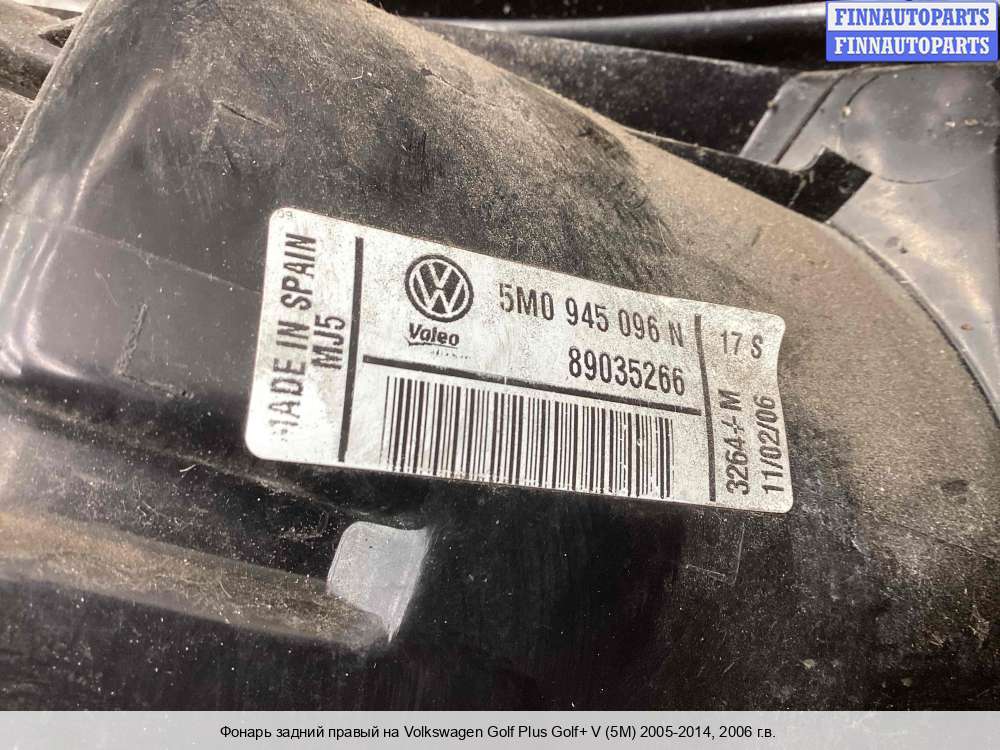 FINNAUTOPARTS
FINNAUTOPARTS
MADE IN SPAIN
MJ5
Valeo
5M0 945 096 N
89035266
17 S
11/02/06
Фонарь задний правый на Volkswagen Golf Plus Golf+ V (5M) 2005-2014, 2006 г.в.